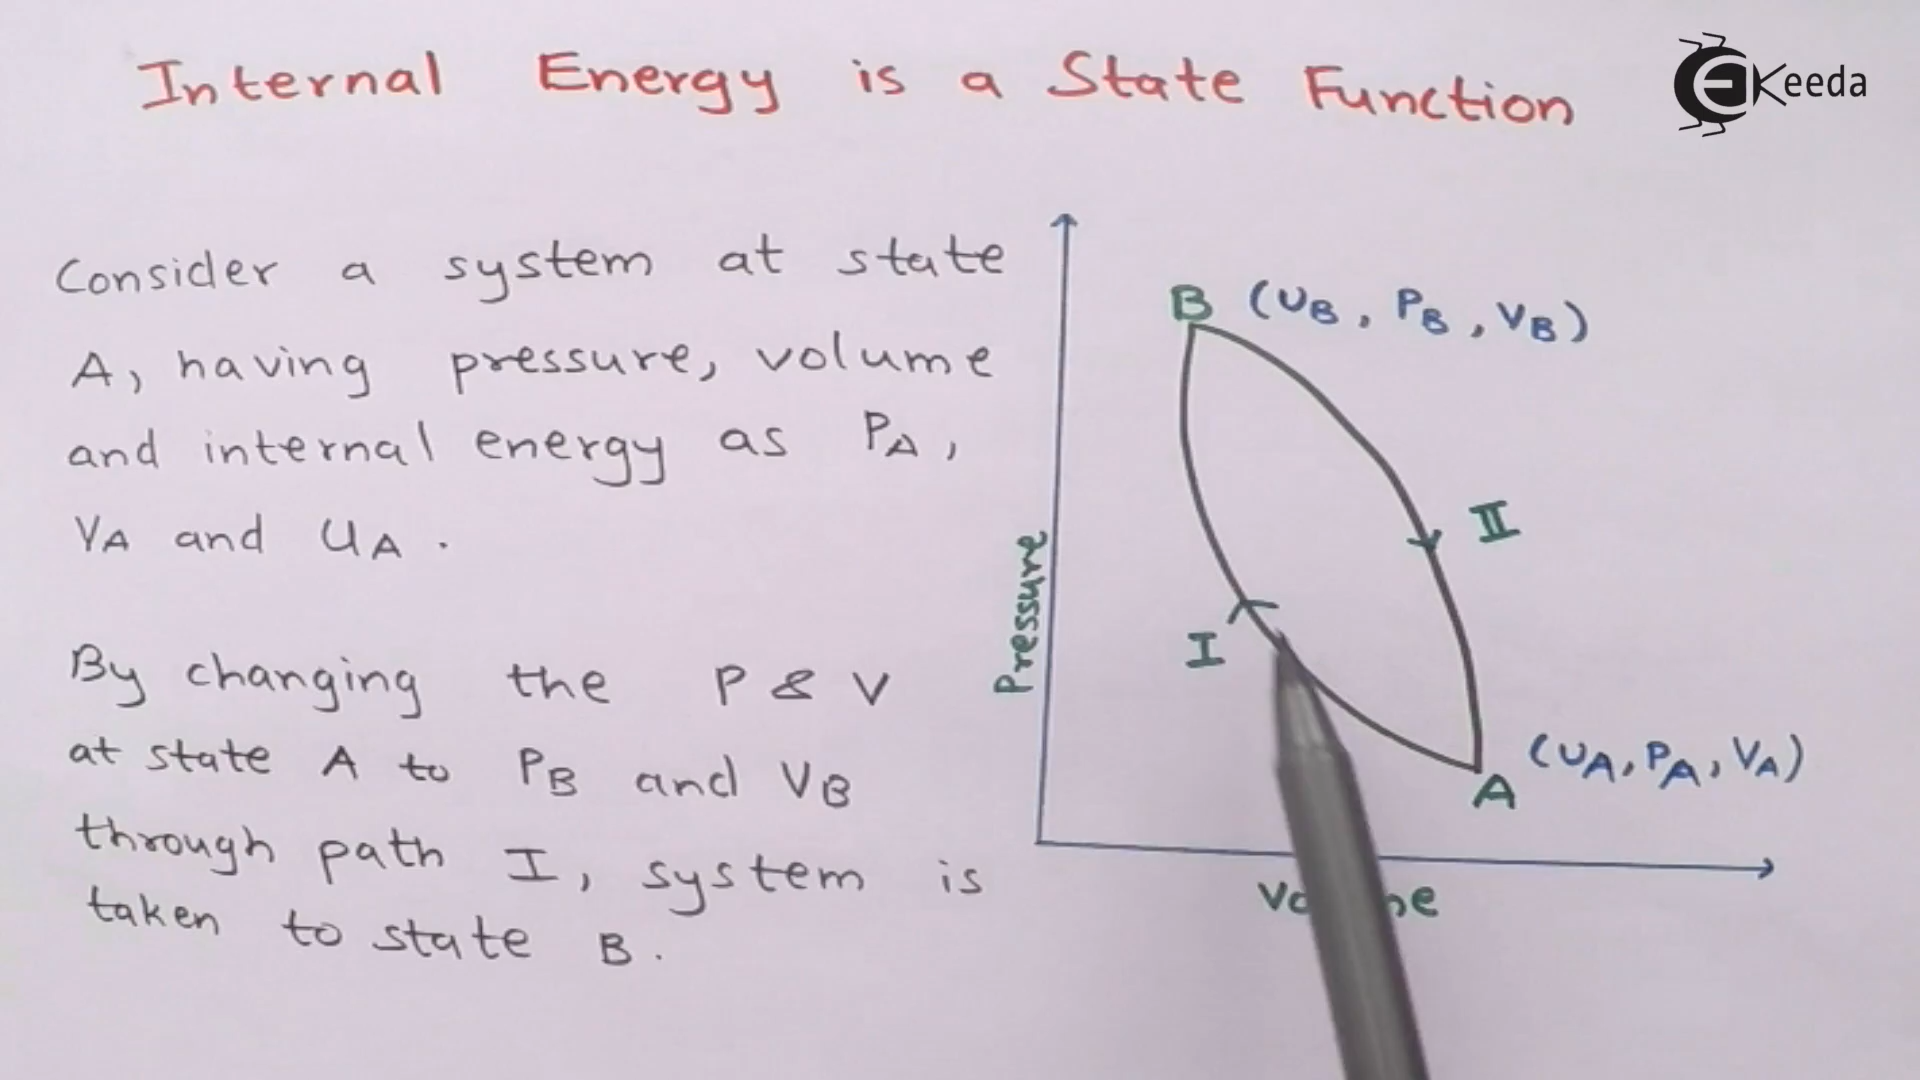 Internal Energy is a State Function
EKeeda
Consider a system at state
A, having pressure, volume
and internal energy as PA,
VA and UA.
By changing the P & V
at state A to PB and VB
through path I, system is
taken to state B.
B (UB, PB, VB)
II
I
Pressure
A (UA, PA, VA)